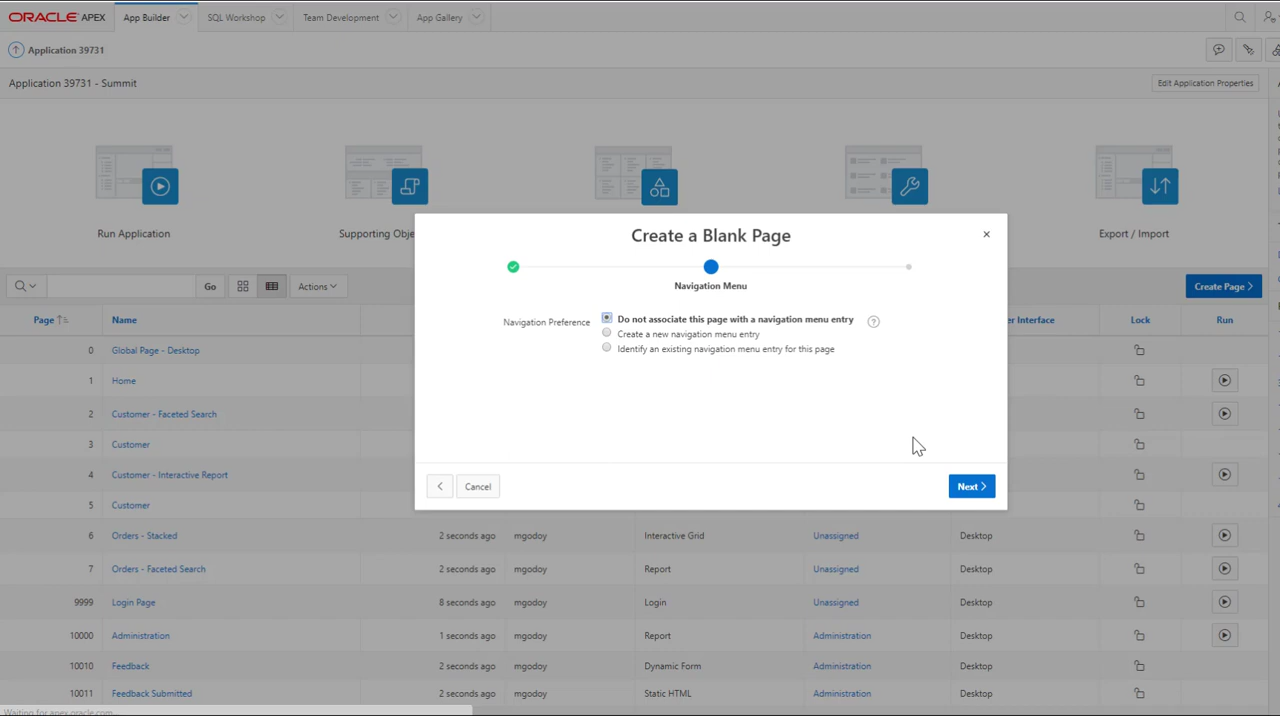 ORACLE APEX App Builder SQL Workshop Team Development App Gallery
Application 39731
Application 39731 - Summit
Edit Application Properties
Run Application
Supporting Obje
Export / Import
Create a Blank Page
Navigation Menu
Navigation Preference
Do not associate this page with a navigation menu entry
Create a new navigation menu entry
Identify an existing navigation menu entry for this page
Cancel
Next
Go
Actions
Create Page
Page Name er Interface Lock Run
0 Global Page - Desktop
1 Home
2 Customer - Faceted Search
3 Customer
4 Customer - Interactive Report
5 Customer
6 Orders - Stacked 2 seconds ago mgodoy Interactive Grid Unassigned Desktop
7 Orders - Faceted Search 2 seconds ago mgodoy Report Unassigned Desktop
9999 Login Page 8 seconds ago mgodoy Login Unassigned Desktop
10000 Administration 1 seconds ago mgodoy Report Administration Desktop
10010 Feedback 2 seconds ago mgodoy Dynamic Form Administration Desktop
10011 Feedback Submitted 2 seconds ago mgodoy Static HTML Administration Desktop
Waiting for apex.oracle.com...